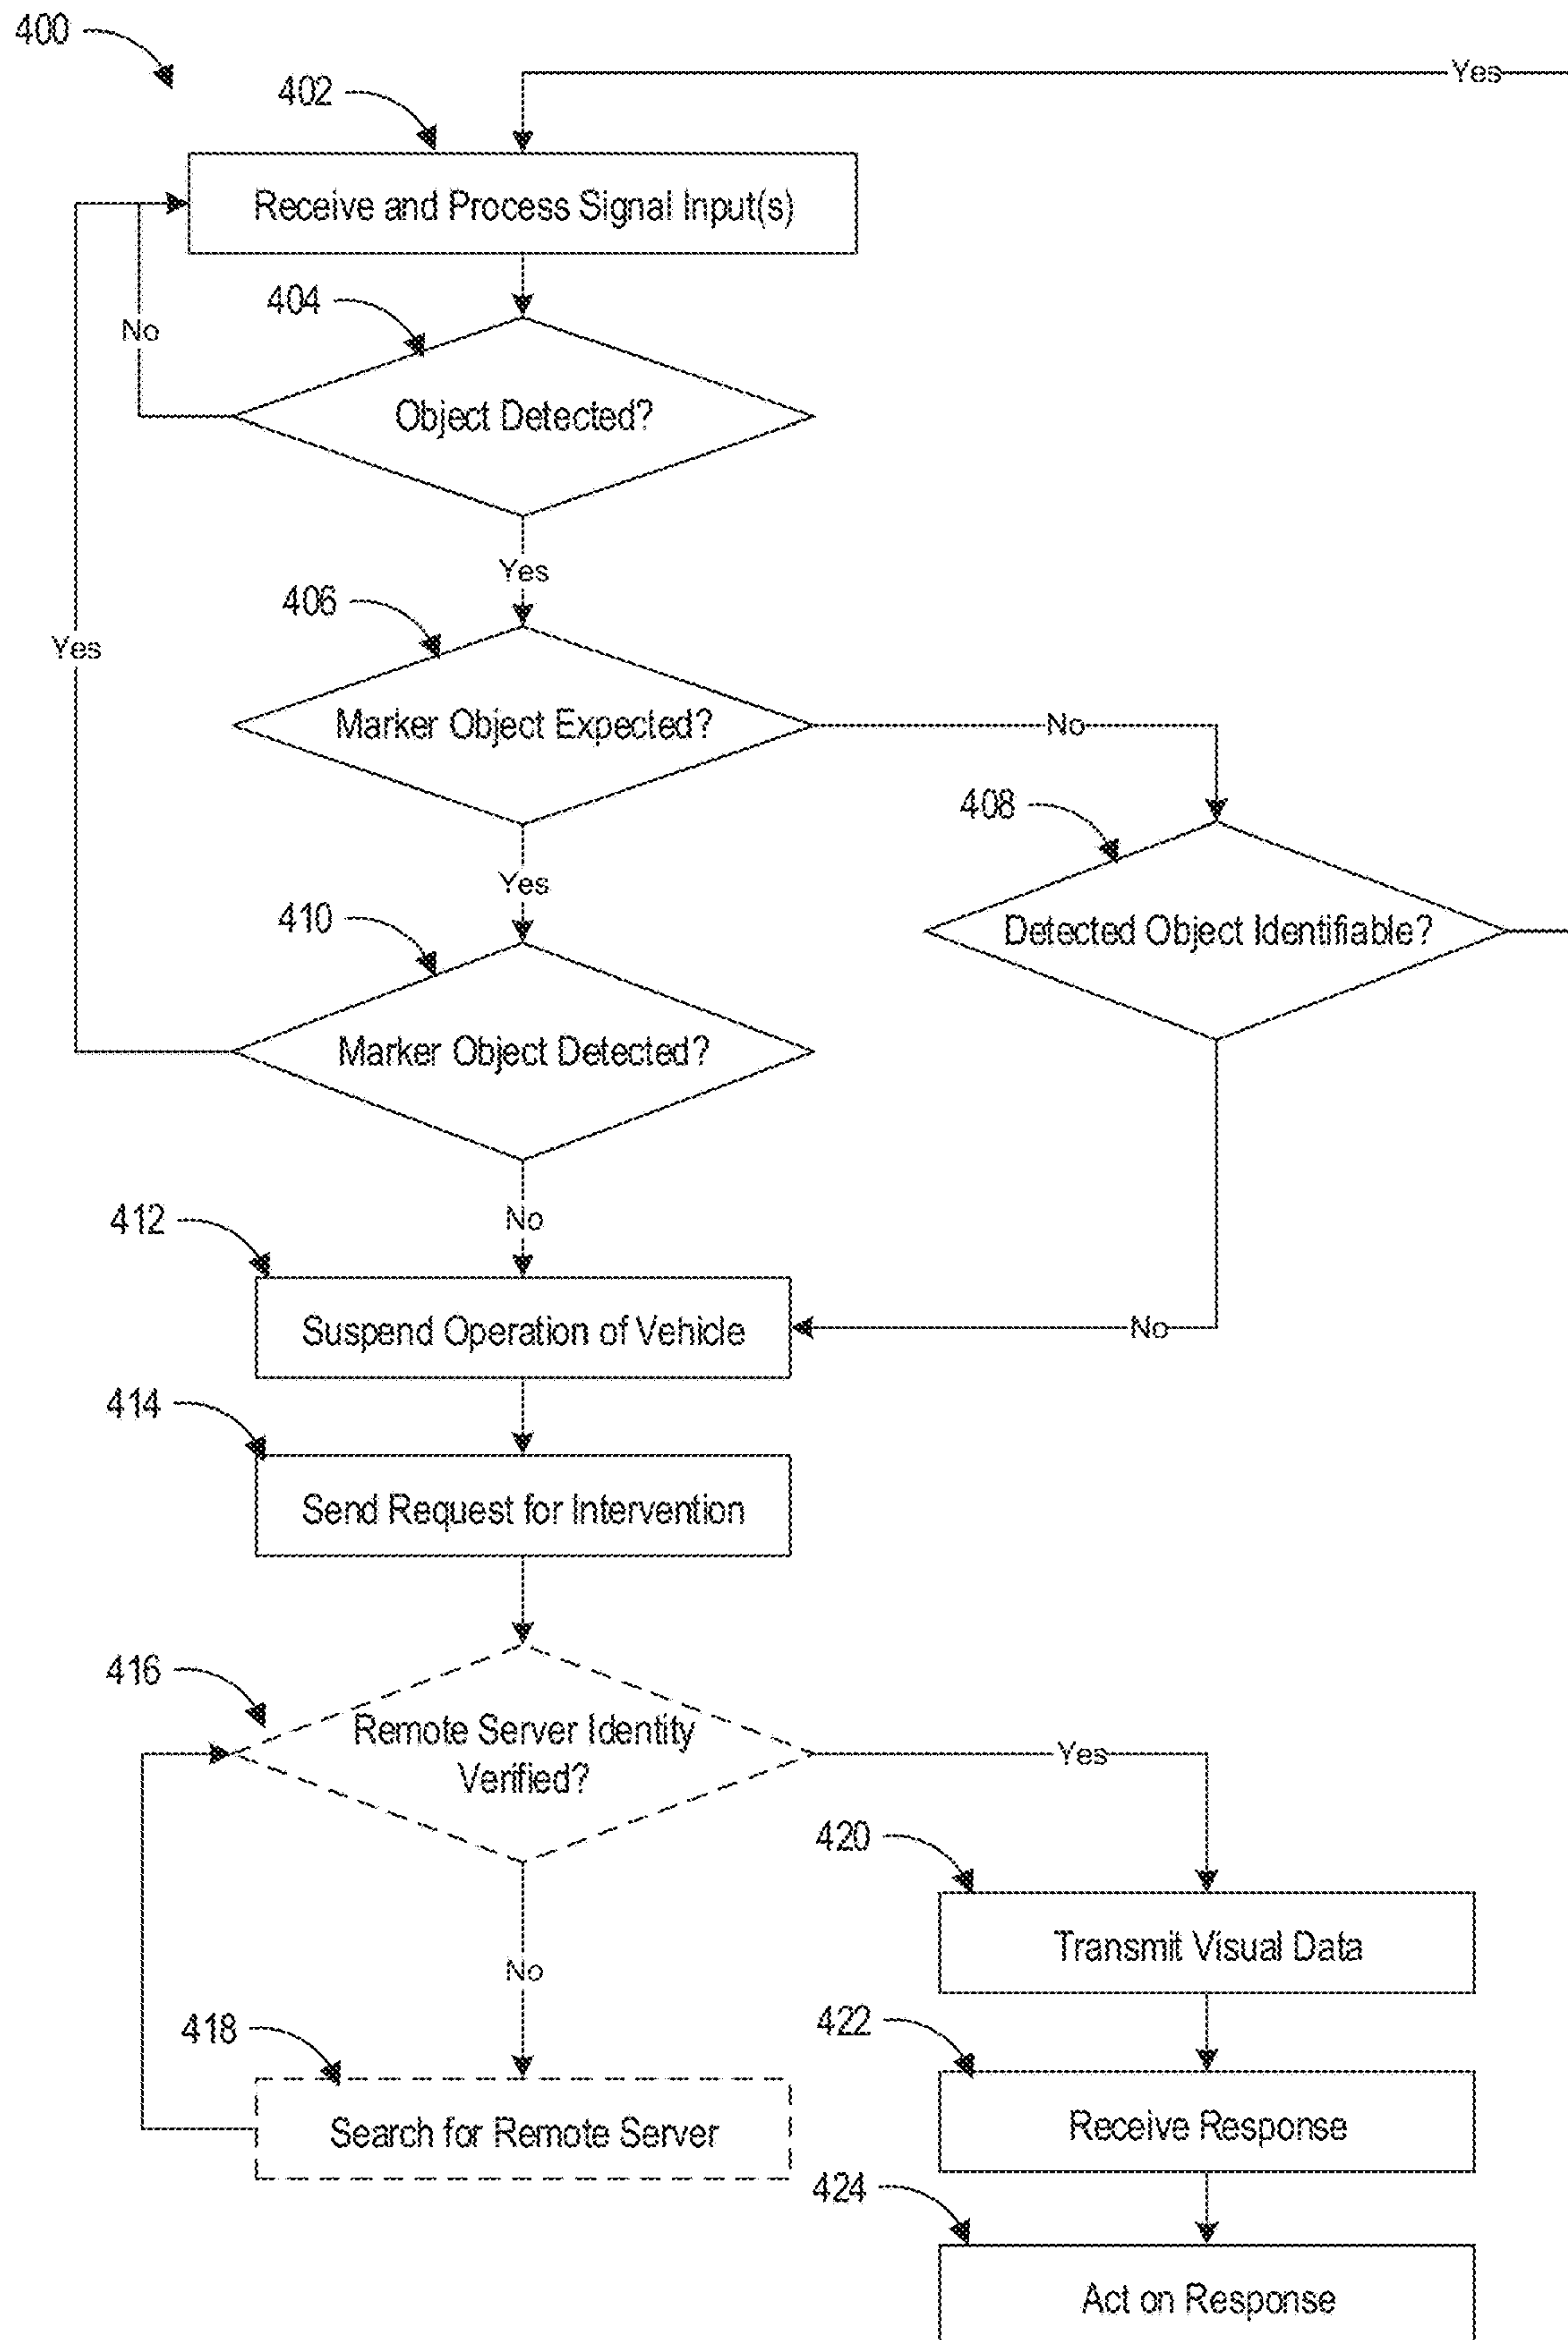 400
402
Yes
Receive and Process Signal Input(s)
404
No
Object Detected?
Yes
406
Yes
Marker Object Expected?
No
408
Yes
410
Detected Object Identifiable?
Marker Object Detected?
412
No
Suspend Operation of Vehicle
No
414
Send Request for Intervention
416
Remote Server Identity
Verified?
Yes
420
Transmit Visual Data
No
418
422
Search for Remote Server
Receive Response
424
Act on Response